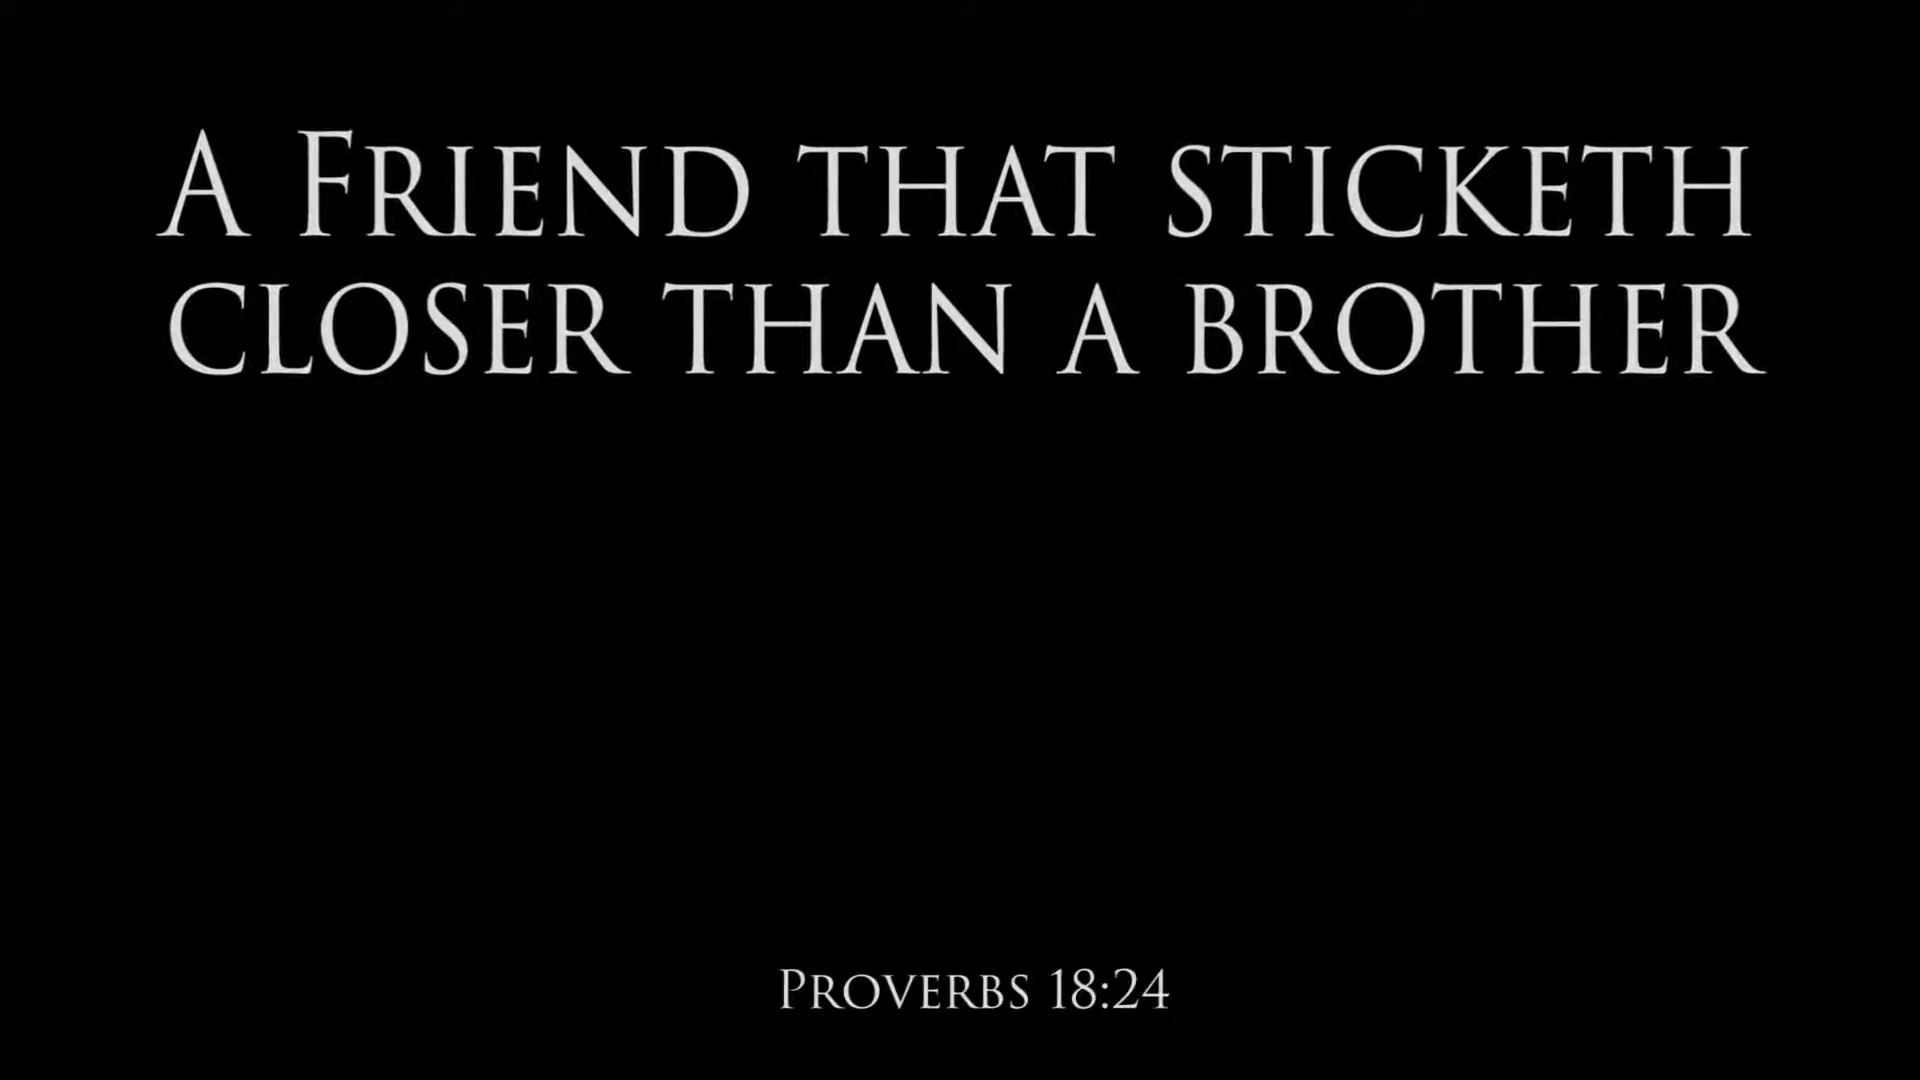 A Friend that sticketh
closer than a brother
Proverbs 18:24